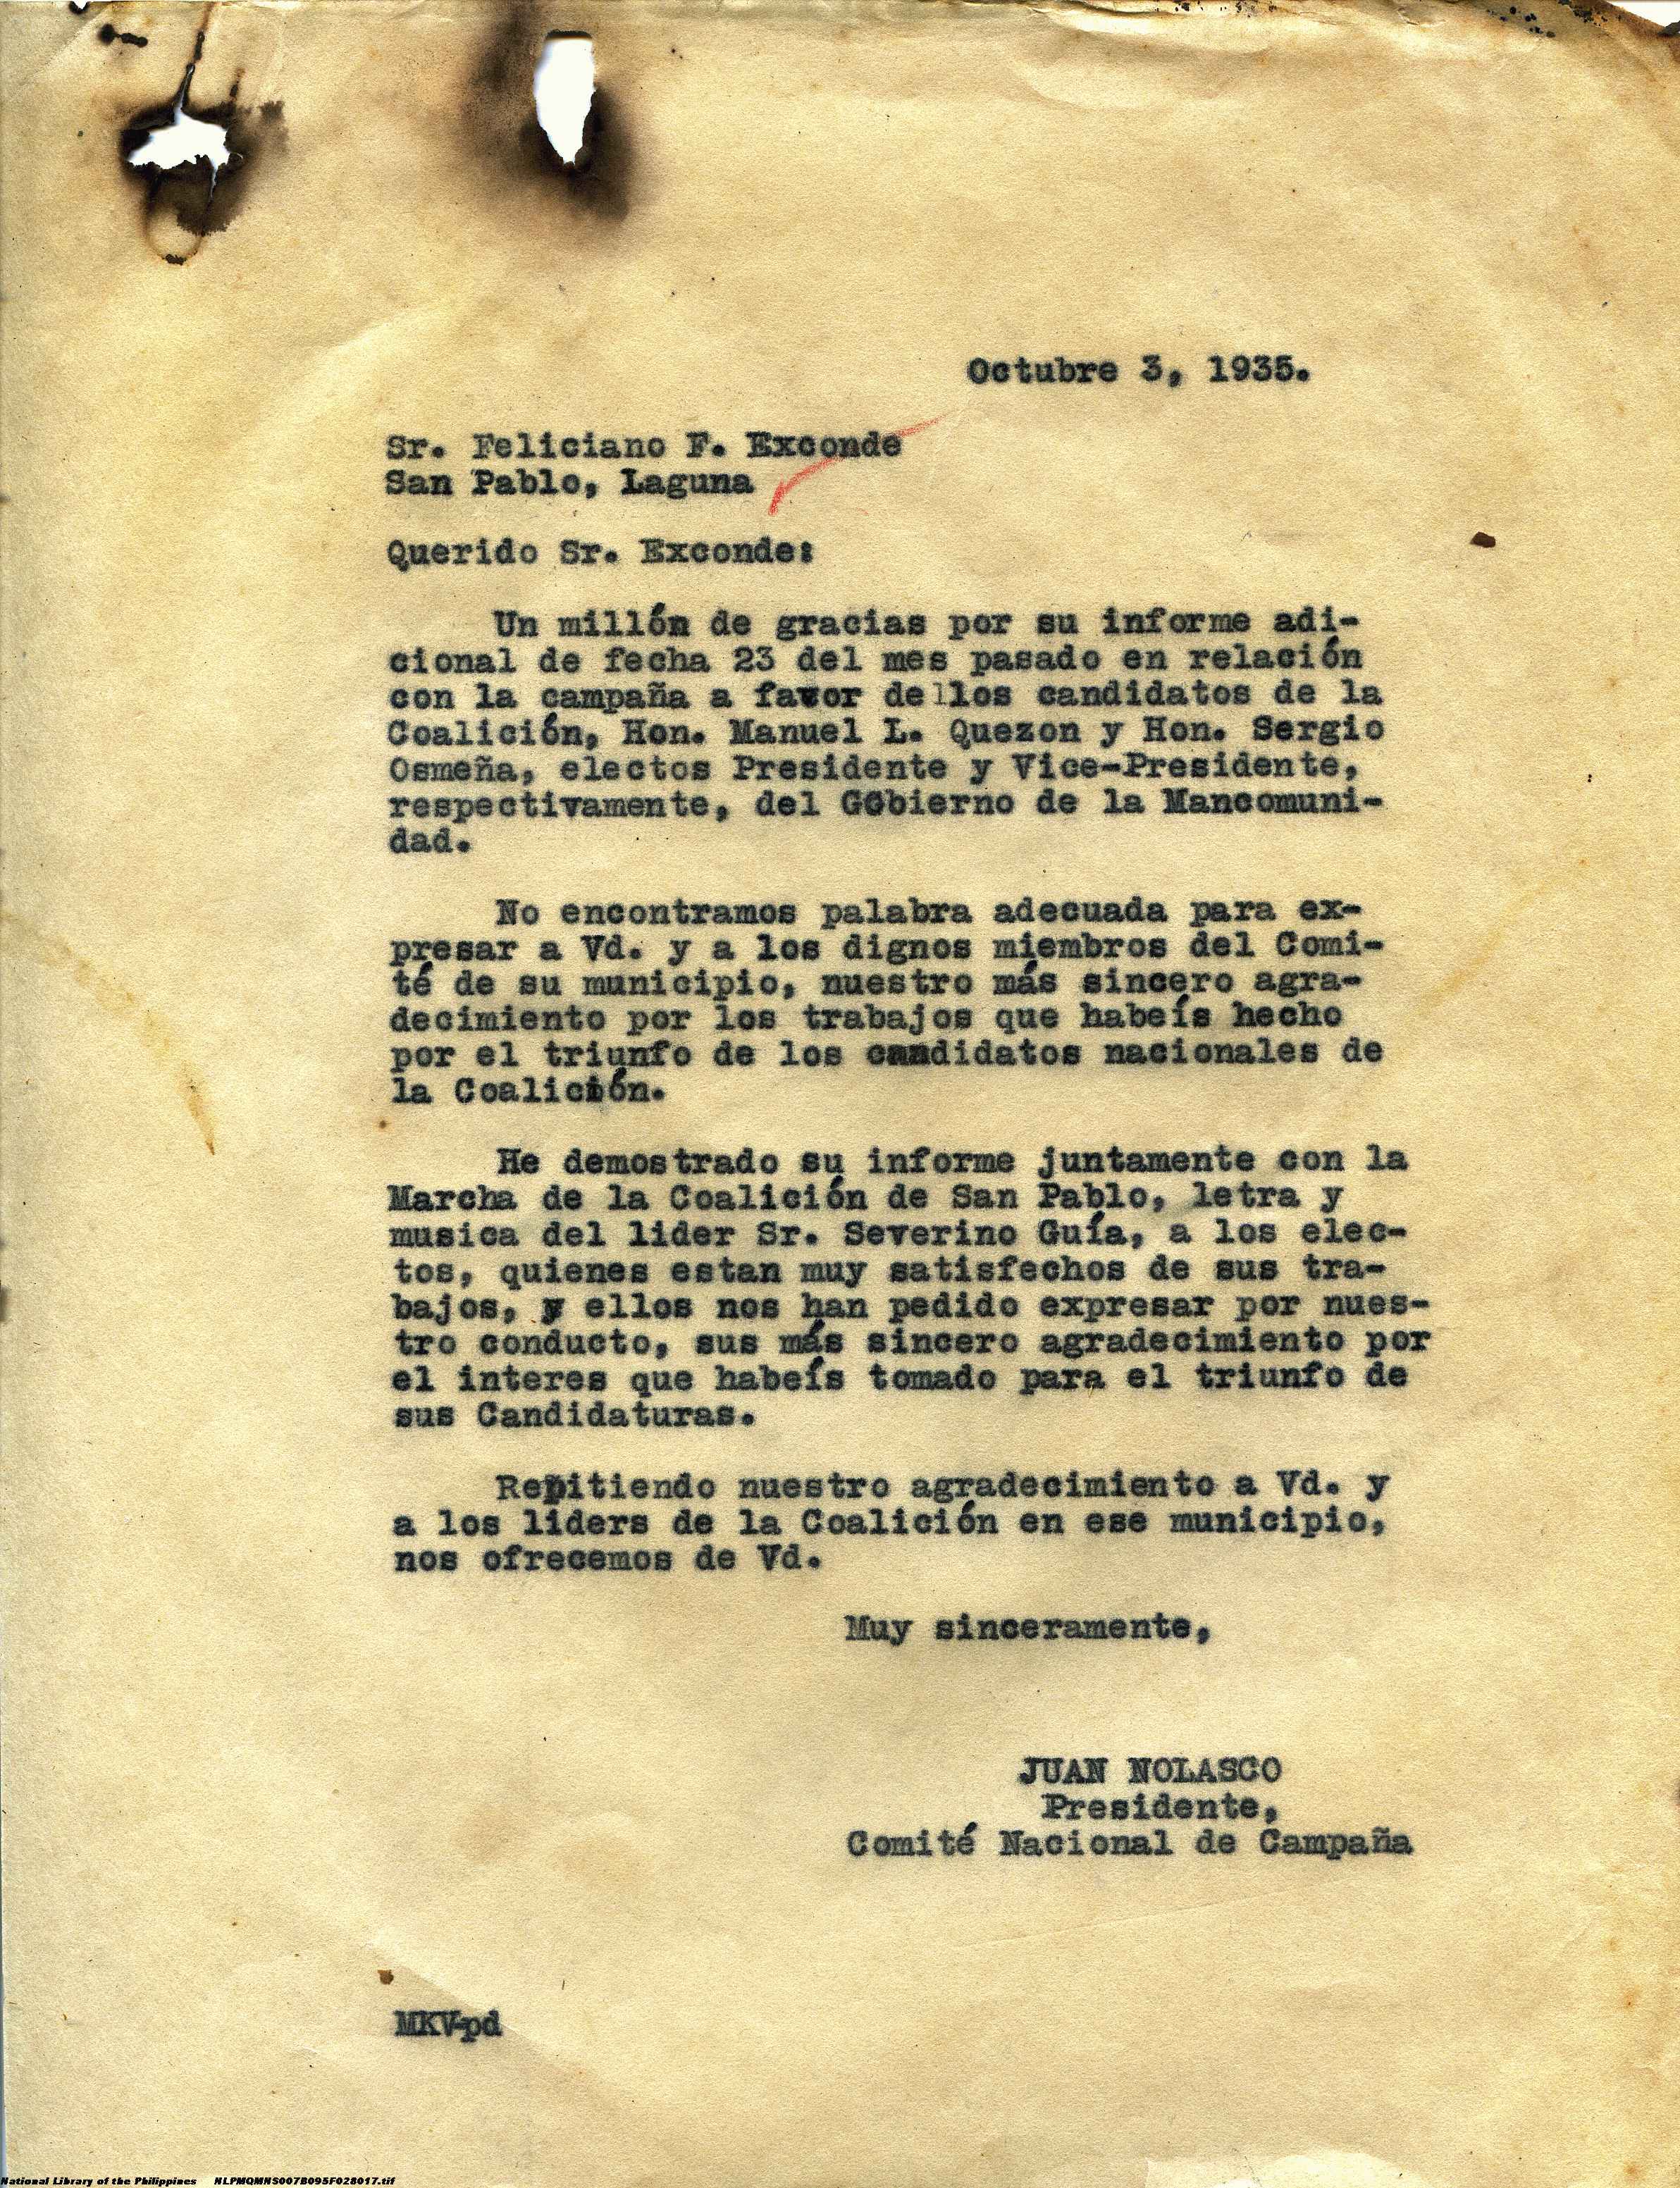 Octubre 3, 1935.
Sr. Feliciano F. Exconde
San Pablo, Laguna
Querido Sr. Exconde:
Un millón de gracias por su informe adi-
cional de fecha 23 del mes pasado en relación
con la campaña a favor de los candidatos de la
Coalición, Hon. Manuel L. Quezon y Hon. Sergio
Osmeña, electos Presidente y Vice-Presidente,
respectivamente, del GObierno de la Mancomuni-
dad.
No encontramos palabra adecuada para ex-
presar a Vd. y a los dignos miembros del Comi-
té de su municipio, nuestro más sincero agra-
decimiento por los trabajos que habeís hecho
por el triunfo de los candidatos nacionales de
la Coalición.
He demostrado su informe juntamente con la
Marcha de la Coalición de San Pablo, letra y
musica del lider Sr. Severino Guía, a los elec-
tos, quienes estan muy satisfechos de sus tra-
bajos, y ellos nos han pedido expresar por nues-
tro conducto, sus más sincero agradecimiento por
el interes que habeís tomado para el triunfo de
sus Candidaturas.
Repitiendo nuestro agradecimiento a Vd. y
a los liders de la Coalición en ese municipio,
nos ofrecemos de Vd.
Muy sinceramente,
JUAN NOLASCO
Presidente,
Comité Nacional de Campaña
MKV-pd
National Library of the Philippines NLPMQMNS007B095F028017.tif